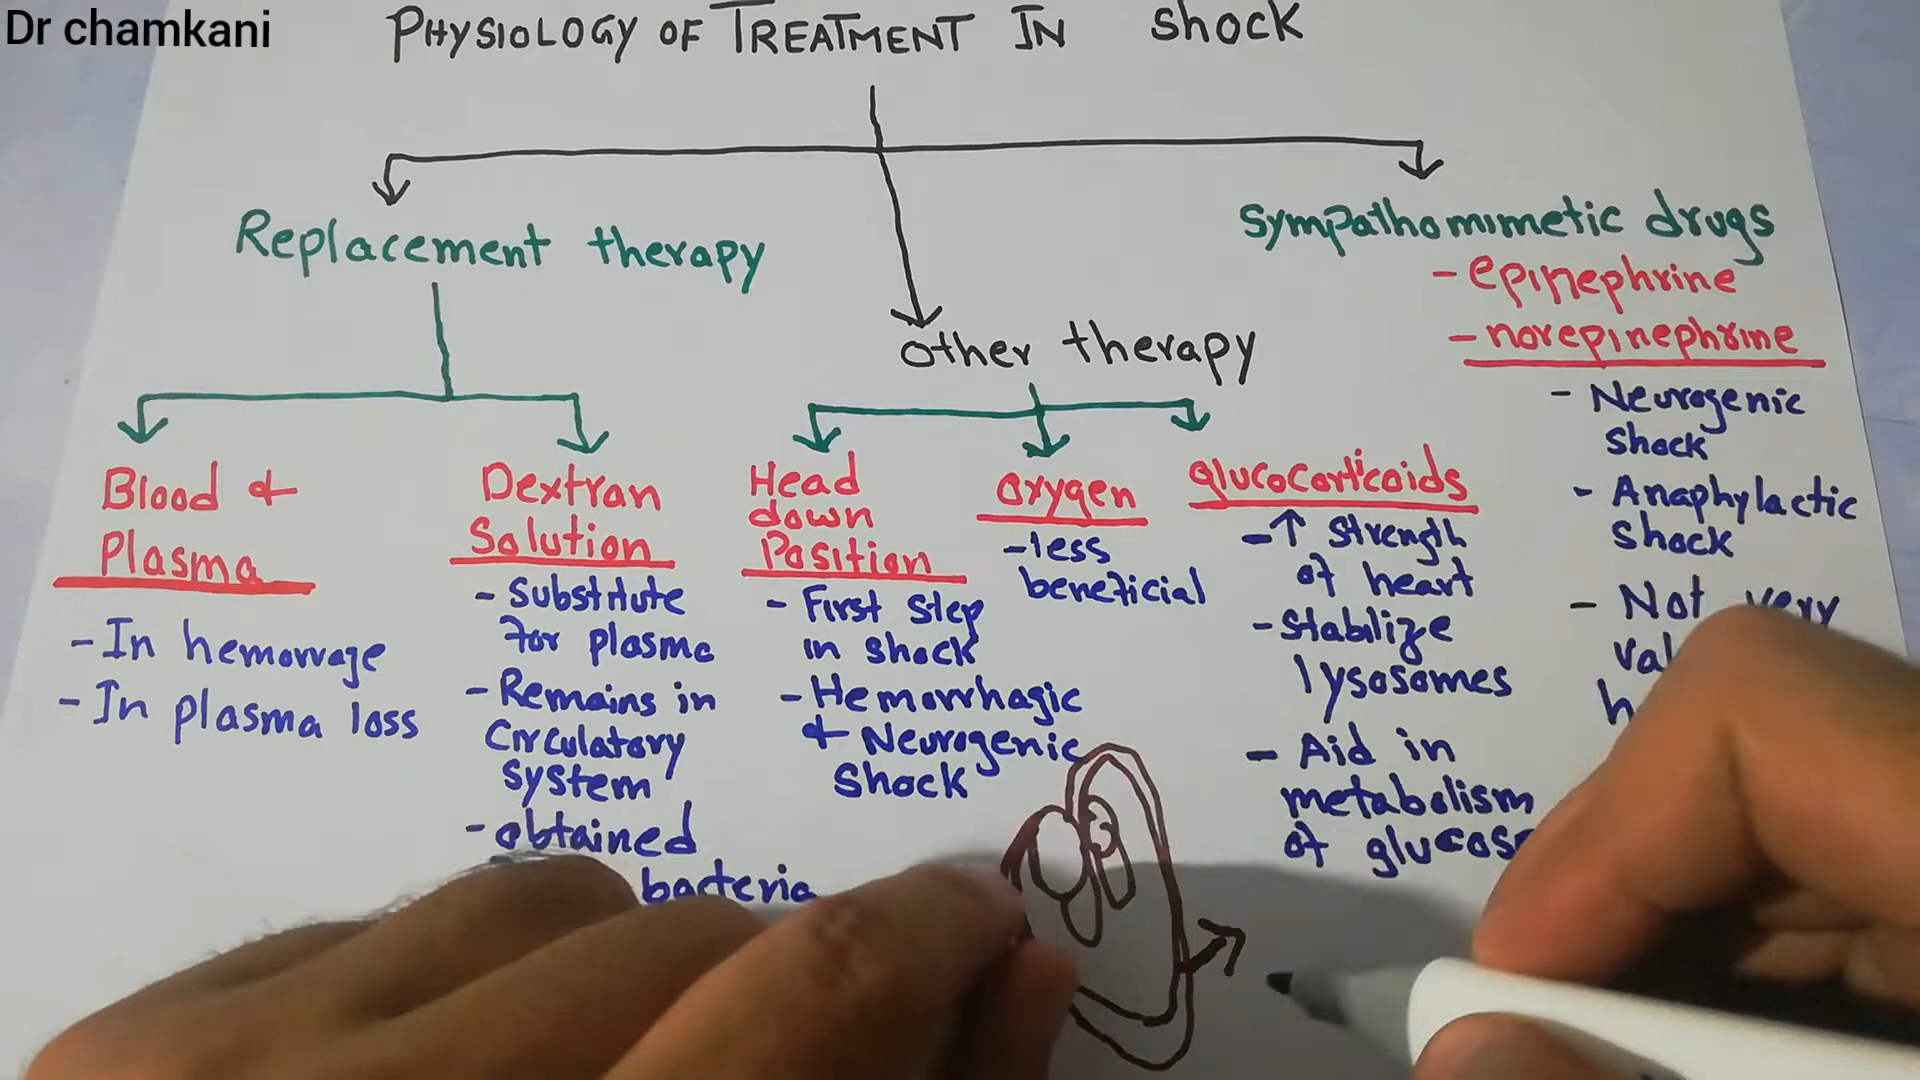 Dr chamkani
PHYSIOLOGY OF TREATMENT IN SHOCK
Replacement therapy
Sympathomimetic drugs
- epinephrine
- norepinephrine
other therapy
Blood &
Plasma
- In hemorrage
- In plasma loss
Dextran
Solution
- Substitute
for plasma
- Remains in
Circulatory
system
- obtained
bacteria
Head
down
Position
- First Step
in shock
- Hemorrhagic
& Neurogenic
Shock
Oxygen
- less
beneficial
Glucocorticoids
- ↑ strength
of heart
- Stabilize
lysosomes
- Aid in
metabolism
of glucose
- Neurogenic
Shock
- Anaphylactic
Shock
- Not very